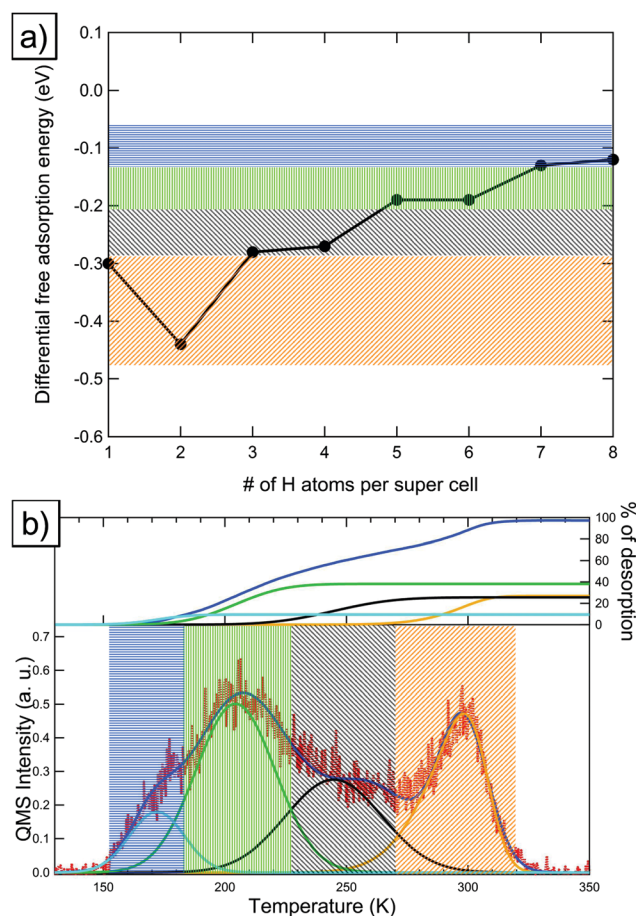 a)
Differential free adsorption energy (eV)
0.1
0.0
-0.1
-0.2
-0.3
-0.4
-0.5
-0.6
1 2 3 4 5 6 7 8
# of H atoms per super cell
b)
% of desorption
100
80
60
40
20
0
QMS Intensity (a. u.)
0.7
0.6
0.5
0.4
0.3
0.2
0.1
0.0
150 200 250 300 350
Temperature (K)